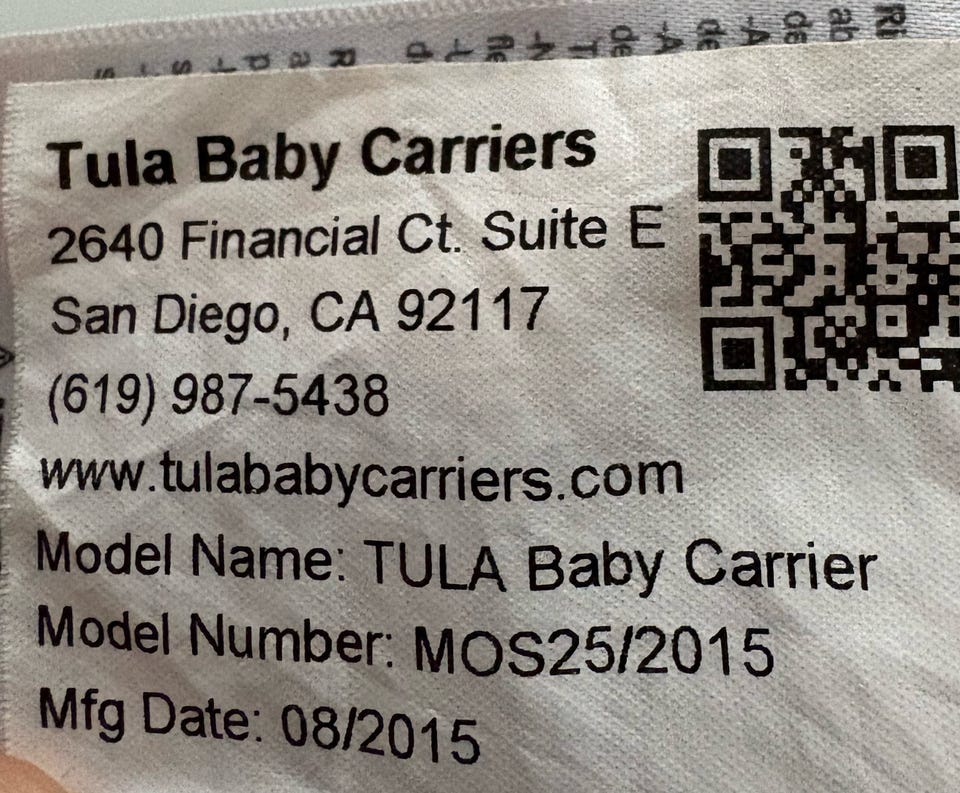 Tula Baby Carriers
2640 Financial Ct. Suite E
San Diego, CA 92117
(619) 987-5438
www.tulababycarriers.com
Model Name: TULA Baby Carrier
Model Number: MOS25/2015
Mfg Date: 08/2015